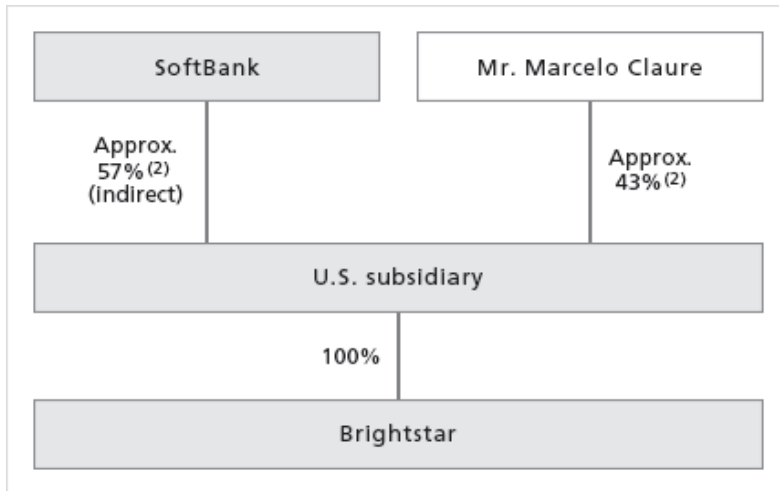 SoftBank
Mr. Marcelo Claure
Approx.
57% (2)
(indirect)
Approx.
43% (2)
U.S. subsidiary
100%
Brightstar